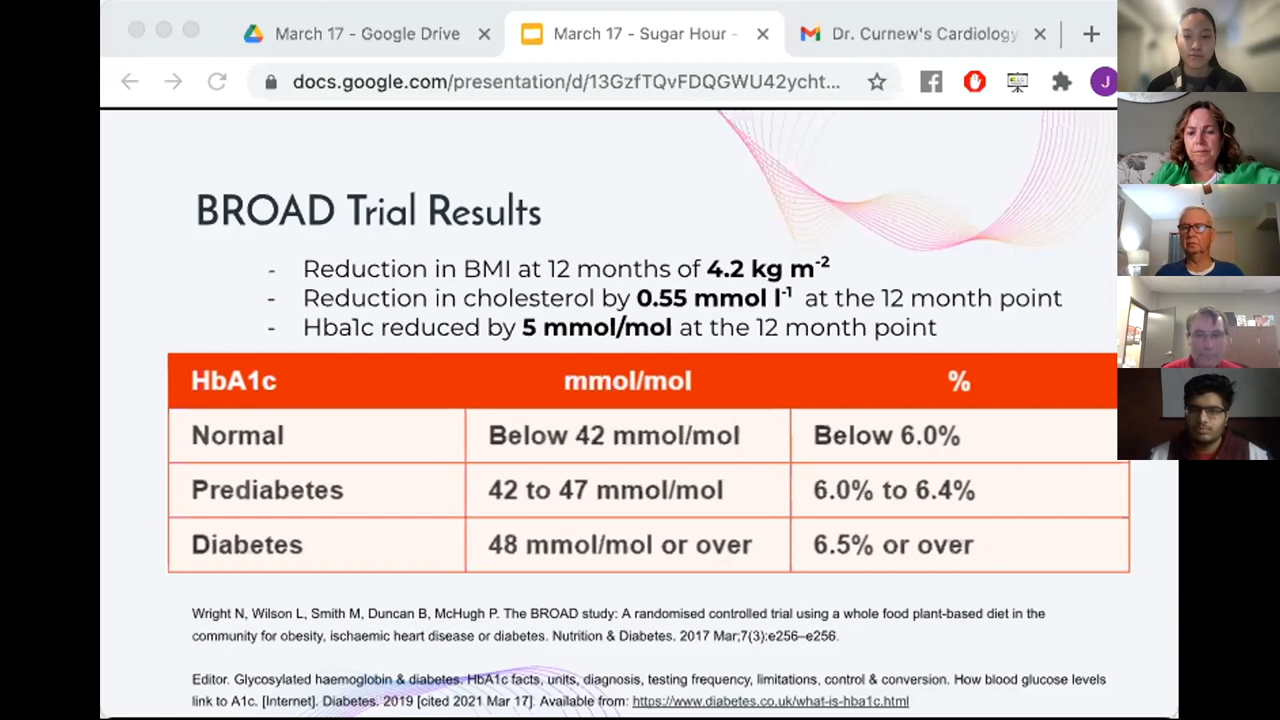 March 17 - Google Drive
March 17 - Sugar Hour -
Dr. Curnew's Cardiology
docs.google.com/presentation/d/13GzfTQvFDQGWU42ycht...
J
BROAD Trial Results
- Reduction in BMI at 12 months of 4.2 kg m-2
- Reduction in cholesterol by 0.55 mmol l-1 at the 12 month point
- Hba1c reduced by 5 mmol/mol at the 12 month point
HbA1c mmol/mol %
Normal Below 42 mmol/mol Below 6.0%
Prediabetes 42 to 47 mmol/mol 6.0% to 6.4%
Diabetes 48 mmol/mol or over 6.5% or over
Wright N, Wilson L, Smith M, Duncan B, McHugh P. The BROAD study: A randomised controlled trial using a whole food plant-based diet in the
community for obesity, ischaemic heart disease or diabetes. Nutrition & Diabetes. 2017 Mar;7(3):e256–e256.
Editor. Glycosylated haemoglobin & diabetes. HbA1c facts, units, diagnosis, testing frequency, limitations, control & conversion. How blood glucose levels
link to A1c. [Internet]. Diabetes. 2019 [cited 2021 Mar 17]. Available from: https://www.diabetes.co.uk/what-is-hba1c.html